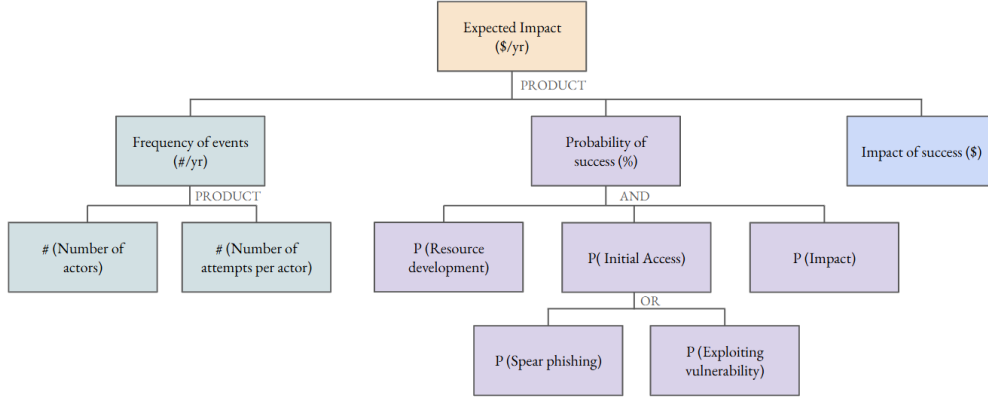 Expected Impact
($/yr)
PRODUCT
Frequency of events
(#/yr)
Probability of
success (%)
Impact of success ($)
PRODUCT
AND
# (Number of
actors)
# (Number of
attempts per actor)
P (Resource
development)
P( Initial Access)
P (Impact)
OR
P (Spear phishing)
P (Exploiting
vulnerability)